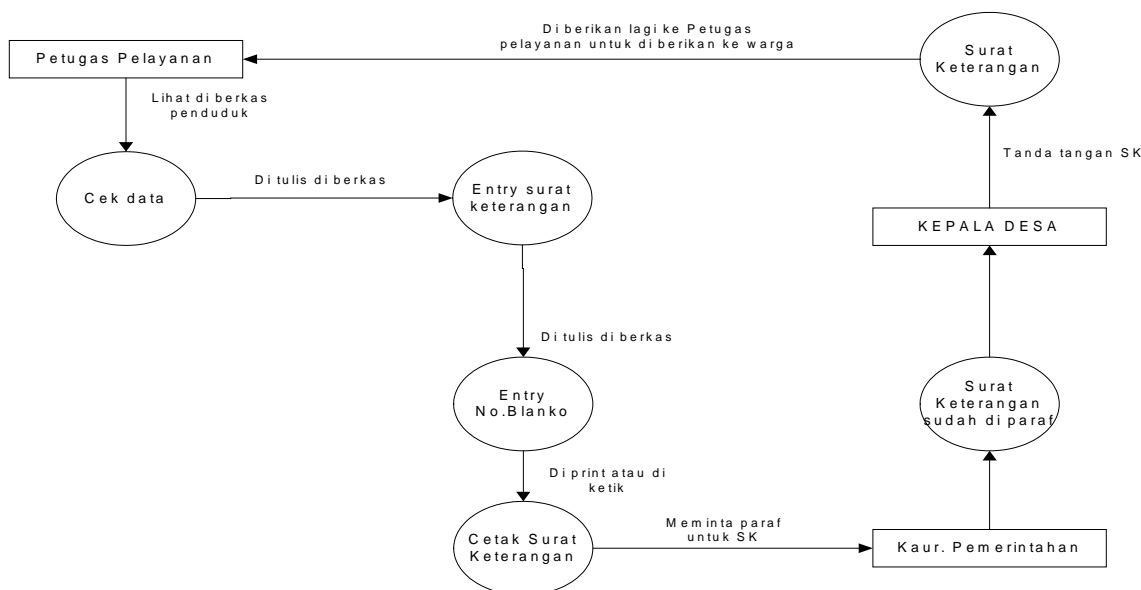 Diberikan lagi ke Petugas
pelayanan untuk di berikan ke warga
Petugas Pelayanan
Surat
Keterangan
Lihat di berkas
penduduk
Tanda tangan SK
Cek data
Di tulis di berkas
Entry surat
keterangan
KEPALA DESA
Di tulis di berkas
Entry
No.Blanko
Surat
Keterangan
sudah di paraf
Di print atau di
ketik
Cetak Surat
Keterangan
Meminta paraf
untuk SK
Kaur. Pemerintahan